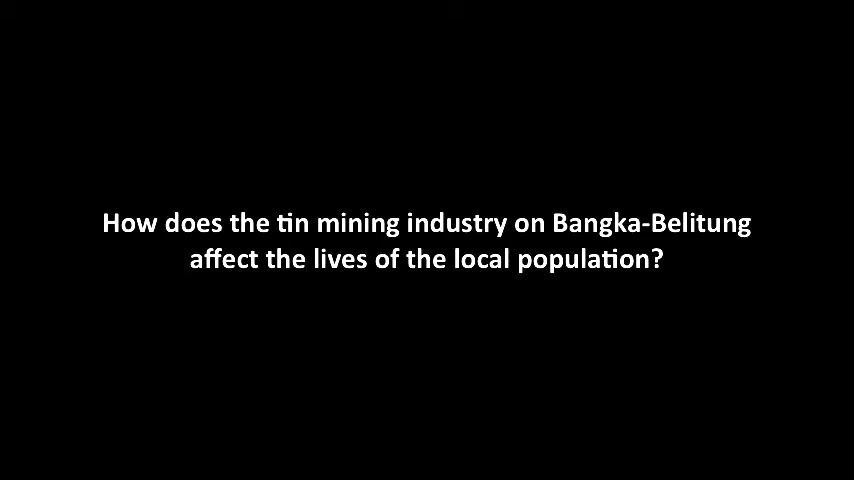 How does the tin mining industry on Bangka-Belitung
affect the lives of the local population?